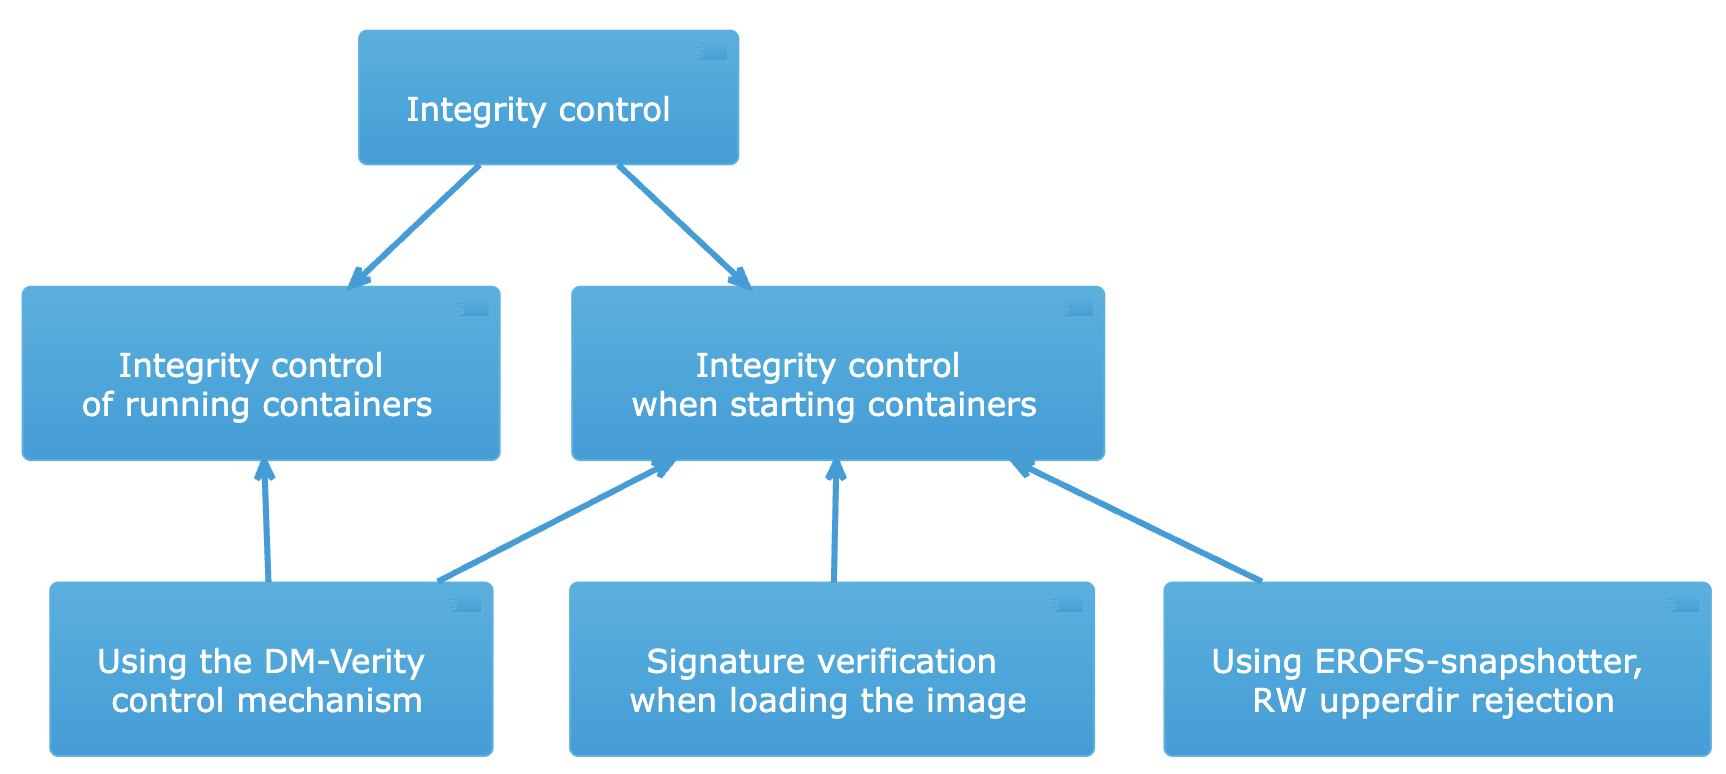 Integrity control
Integrity control
of running containers
Integrity control
when starting containers
Using the DM-Verity
control mechanism
Signature verification
when loading the image
Using EROFS-snapshotter,
RW upperdir rejection